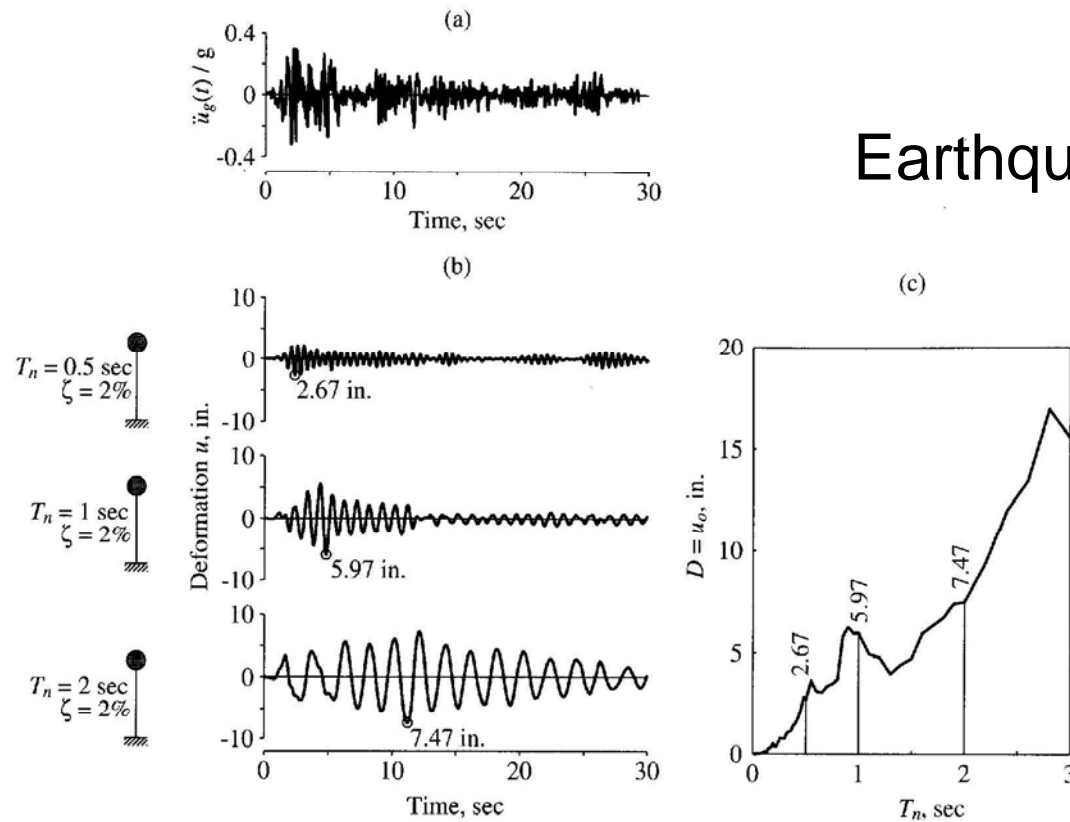 (a)
0.4
0
-0.4
ü_g(t) / g
0 10 20 30
Time, sec
Earthqu
(b)
10
0
-10
2.67 in.
T_n = 0.5 sec
ζ = 2%
Deformation u, in.
10
0
-10
5.97 in.
T_n = 1 sec
ζ = 2%
10
0
-10
7.47 in.
T_n = 2 sec
ζ = 2%
0 10 20 30
Time, sec
(c)
20
15
10
5
0
D = u_o, in.
2.67
5.97
7.47
0 1 2 3
T_n, sec